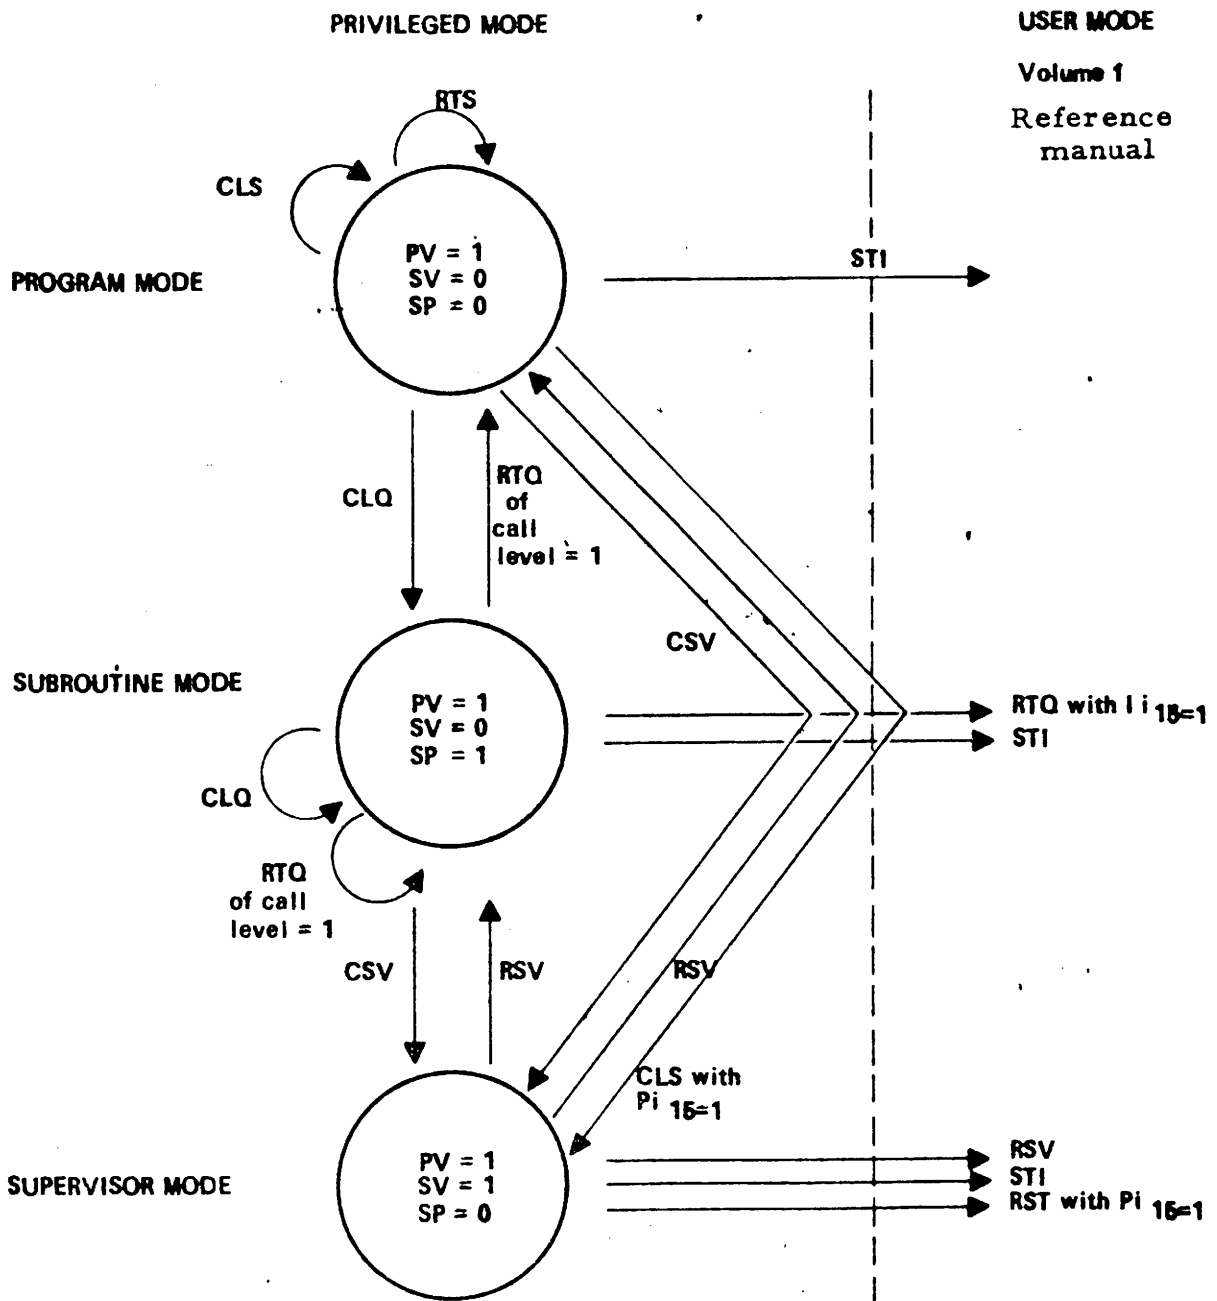 PRIVILEGED MODE
USER MODE
Volume 1
Reference
manual
RTS
CLS
PV = 1
SV = 0
SP = 0
PROGRAM MODE
STI
CLQ
RTQ
of
call
level = 1
CSV
SUBROUTINE MODE
PV = 1
SV = 0
SP = 1
RTQ with I i 15=1
STI
CLQ
RTQ
of call
level = 1
CSV
RSV
RSV
CLS with
Pi 15=1
SUPERVISOR MODE
PV = 1
SV = 1
SP = 0
RSV
STI
RST with Pi 15=1